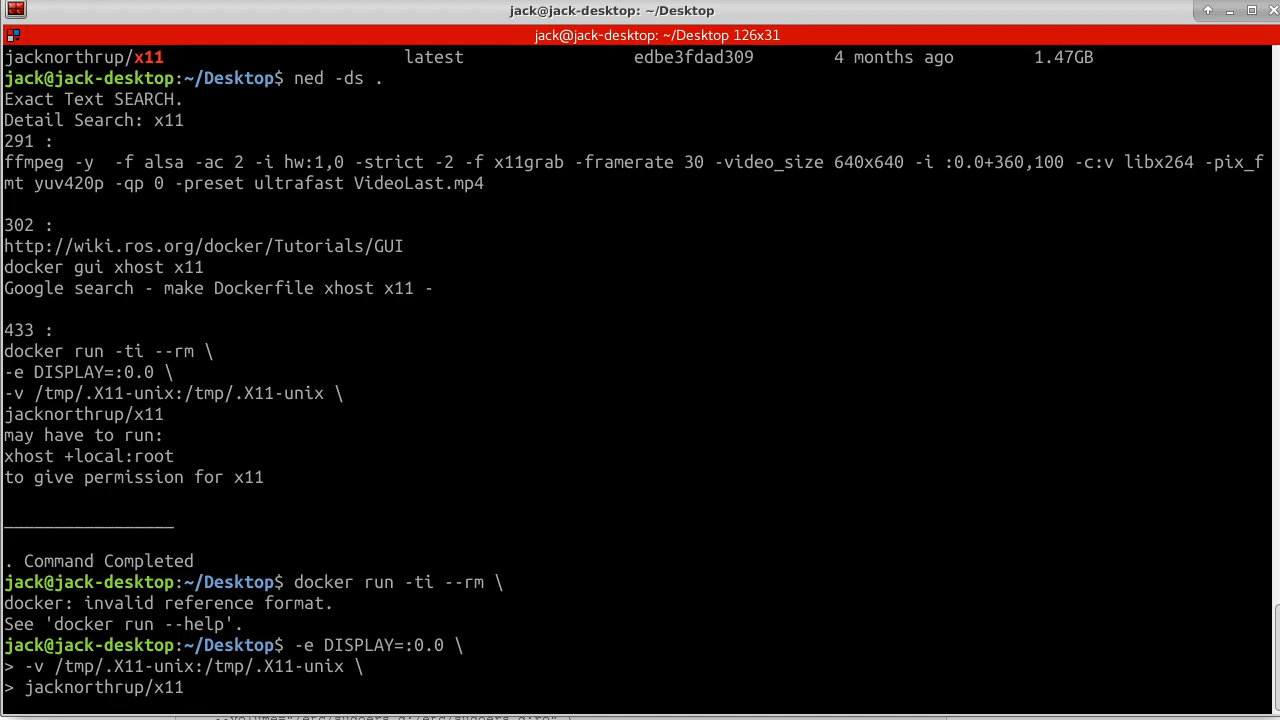 jack@jack-desktop: ~/Desktop
jack@jack-desktop: ~/Desktop 126x31
jacknorthrup/x11 latest edbe3fdad309 4 months ago 1.47GB
jack@jack-desktop:~/Desktop$ ned -ds .
Exact Text SEARCH.
Detail Search: x11
291 :
ffmpeg -y  -f alsa -ac 2 -i hw:1,0 -strict -2 -f x11grab -framerate 30 -video_size 640x640 -i :0.0+360,100 -c:v libx264 -pix_f
mt yuv420p -qp 0 -preset ultrafast VideoLast.mp4
302 :
http://wiki.ros.org/docker/Tutorials/GUI
docker gui xhost x11
Google search - make Dockerfile xhost x11 -
433 :
docker run -ti --rm \
-e DISPLAY=:0.0 \
-v /tmp/.X11-unix:/tmp/.X11-unix \
jacknorthrup/x11
may have to run:
xhost +local:root
to give permission for x11
_________________
. Command Completed
jack@jack-desktop:~/Desktop$ docker run -ti --rm \
docker: invalid reference format.
See 'docker run --help'.
jack@jack-desktop:~/Desktop$ -e DISPLAY=:0.0 \
> -v /tmp/.X11-unix:/tmp/.X11-unix \
> jacknorthrup/x11